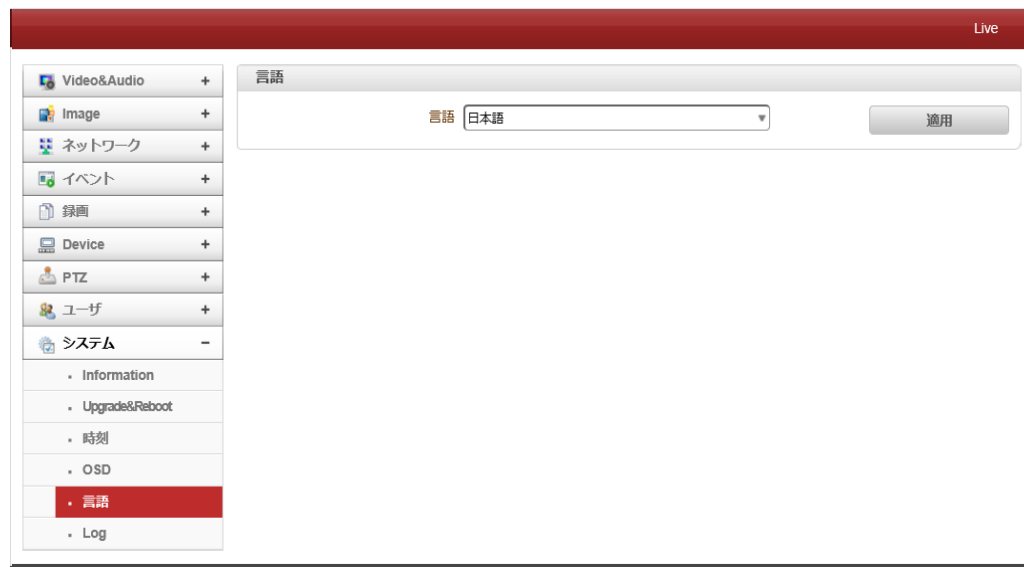 Live
Video&Audio +
Image +
ネットワーク +
イベント +
録画 +
Device +
PTZ +
ユーザ +
システム −
Information
Upgrade&Reboot
時刻
OSD
言語
Log
言語
言語 日本語 適用